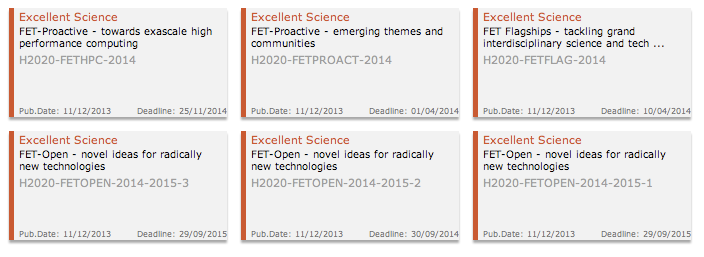 Excellent Science
FET-Proactive - towards exascale high
performance computing
H2020-FETHPC-2014
Pub.Date: 11/12/2013 Deadline: 25/11/2014
Excellent Science
FET-Proactive - emerging themes and
communities
H2020-FETPROACT-2014
Pub.Date: 11/12/2013 Deadline: 01/04/2014
Excellent Science
FET Flagships - tackling grand
interdisciplinary science and tech ...
H2020-FETFLAG-2014
Pub.Date: 11/12/2013 Deadline: 10/04/2014
Excellent Science
FET-Open - novel ideas for radically
new technologies
H2020-FETOPEN-2014-2015-3
Pub.Date: 11/12/2013 Deadline: 29/09/2015
Excellent Science
FET-Open - novel ideas for radically
new technologies
H2020-FETOPEN-2014-2015-2
Pub.Date: 11/12/2013 Deadline: 30/09/2014
Excellent Science
FET-Open - novel ideas for radically
new technologies
H2020-FETOPEN-2014-2015-1
Pub.Date: 11/12/2013 Deadline: 29/09/2015